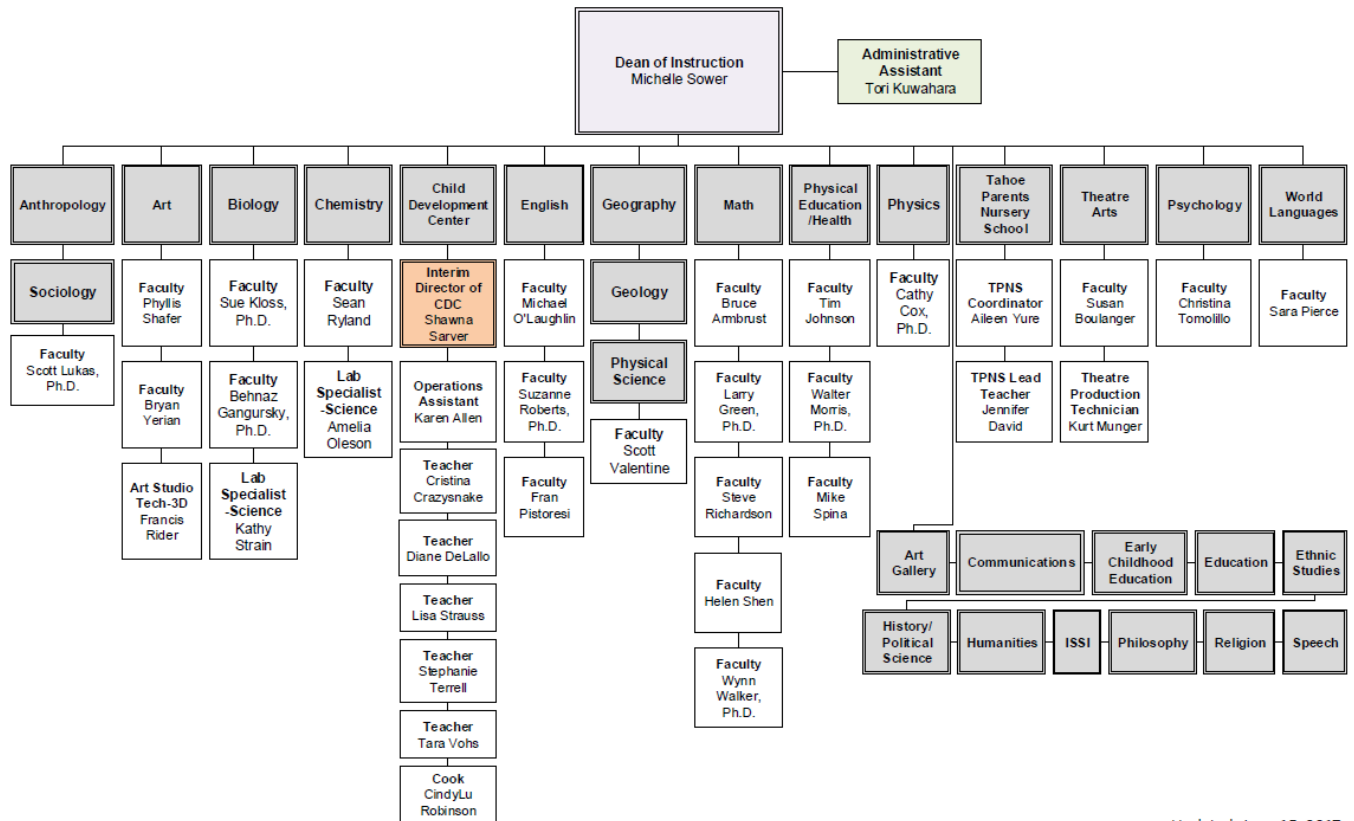 Dean of Instruction
Michelle Sower
Administrative
Assistant
Tori Kuwahara
Anthropology
Sociology
Faculty
Scott Lukas,
Ph.D.
Art
Faculty
Phyllis
Shafer
Faculty
Bryan
Yerian
Art Studio
Tech-3D
Francis
Rider
Biology
Faculty
Sue Kloss,
Ph.D.
Faculty
Behnaz
Gangursky,
Ph.D.
Lab
Specialist
-Science
Kathy
Strain
Chemistry
Faculty
Sean
Ryland
Lab
Specialist
-Science
Amelia
Oleson
Child
Development
Center
Interim
Director of
CDC
Shawna
Sarver
Operations
Assistant
Karen Allen
Teacher
Cristina
Crazysnake
Teacher
Diane DeLallo
Teacher
Lisa Strauss
Teacher
Stephanie
Terrell
Teacher
Tara Vohs
Cook
CindyLu
Robinson
English
Faculty
Michael
O'Laughlin
Faculty
Suzanne
Roberts,
Ph.D.
Faculty
Fran
Pistoresi
Geography
Geology
Physical
Science
Faculty
Scott
Valentine
Math
Faculty
Bruce
Armbrust
Faculty
Larry
Green,
Ph.D.
Faculty
Steve
Richardson
Faculty
Helen Shen
Faculty
Wynn
Walker,
Ph.D.
Physical
Education
/Health
Faculty
Tim
Johnson
Faculty
Walter
Morris,
Ph.D.
Faculty
Mike
Spina
Physics
Faculty
Cathy
Cox,
Ph.D.
Tahoe
Parents
Nursery
School
TPNS
Coordinator
Aileen Yure
TPNS Lead
Teacher
Jennifer
David
Theatre
Arts
Faculty
Susan
Boulanger
Theatre
Production
Technician
Kurt Munger
Psychology
Faculty
Christina
Tomolillo
World
Languages
Faculty
Sara Pierce
Art
Gallery
Communications
Early
Childhood
Education
Education
Ethnic
Studies
History/
Political
Science
Humanities
ISSI
Philosophy
Religion
Speech